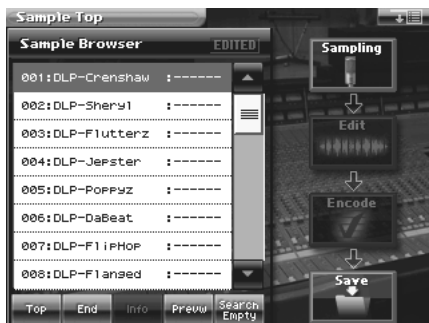 Sample Top
Sample Browser EDITED
001:DLP-Crenshaw :------
002:DLP-Sheryl :------
003:DLP-Flutterz :------
004:DLP-Jepster :------
005:DLP-Poppyz :------
006:DLP-DaBeat :------
007:DLP-FlipHop :------
008:DLP-Flanged :------
Top End Info Prevw Search Empty
Sampling
Edit
Encode
Save